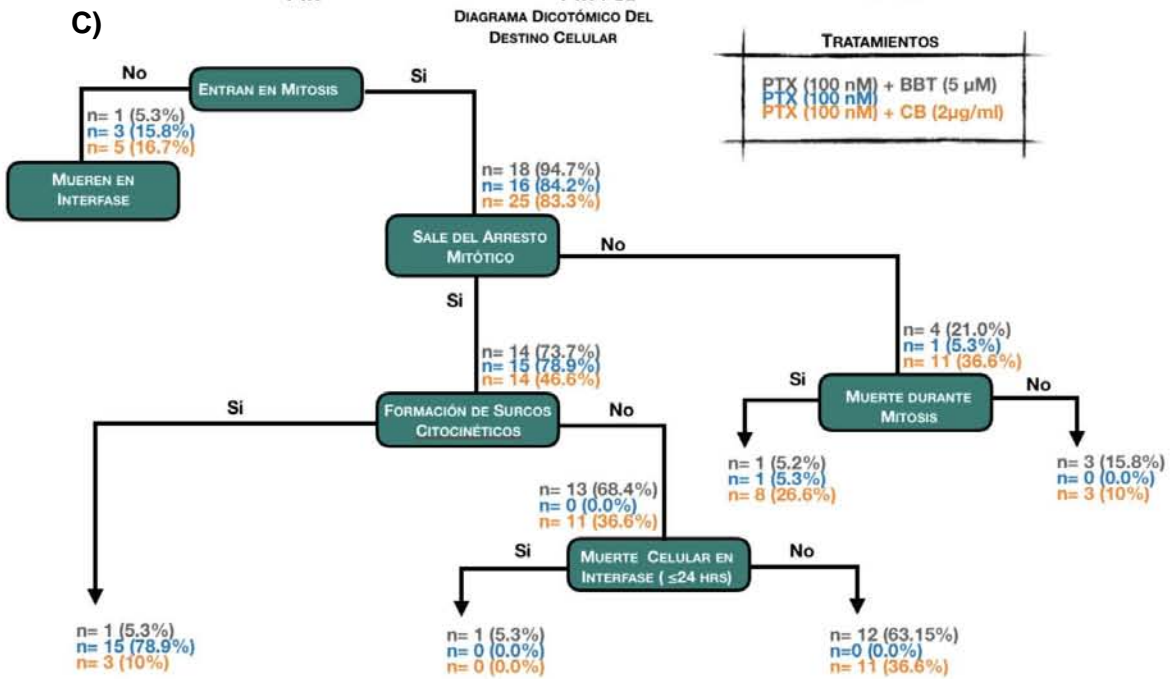 C)
DIAGRAMA DICOTÓMICO DEL
DESTINO CELULAR
TRATAMIENTOS
PTX (100 nM) + BBT (5 µM)
PTX (100 nM)
PTX (100 nM) + CB (2µg/ml)
No
ENTRAN EN MITOSIS
Si
n= 1 (5.3%)
n= 3 (15.8%)
n= 5 (16.7%)
MUEREN EN
INTERFASE
n= 18 (94.7%)
n= 16 (84.2%)
n= 25 (83.3%)
SALE DEL ARRESTO
MITÓTICO
No
Si
n= 14 (73.7%)
n= 15 (78.9%)
n= 14 (46.6%)
n= 4 (21.0%)
n= 1 (5.3%)
n= 11 (36.6%)
Si
FORMACIÓN DE SURCOS
CITOCINÉTICOS
No
Si
MUERTE DURANTE
MITOSIS
No
n= 1 (5.2%)
n= 1 (5.3%)
n= 8 (26.6%)
n= 3 (15.8%)
n= 0 (0.0%)
n= 3 (10%)
n= 13 (68.4%)
n= 0 (0.0%)
n= 11 (36.6%)
Si
MUERTE CELULAR EN
INTERFASE ( ≤24 HRS)
No
n= 1 (5.3%)
n= 15 (78.9%)
n= 3 (10%)
n= 1 (5.3%)
n= 0 (0.0%)
n= 0 (0.0%)
n= 12 (63.15%)
n=0 (0.0%)
n= 11 (36.6%)